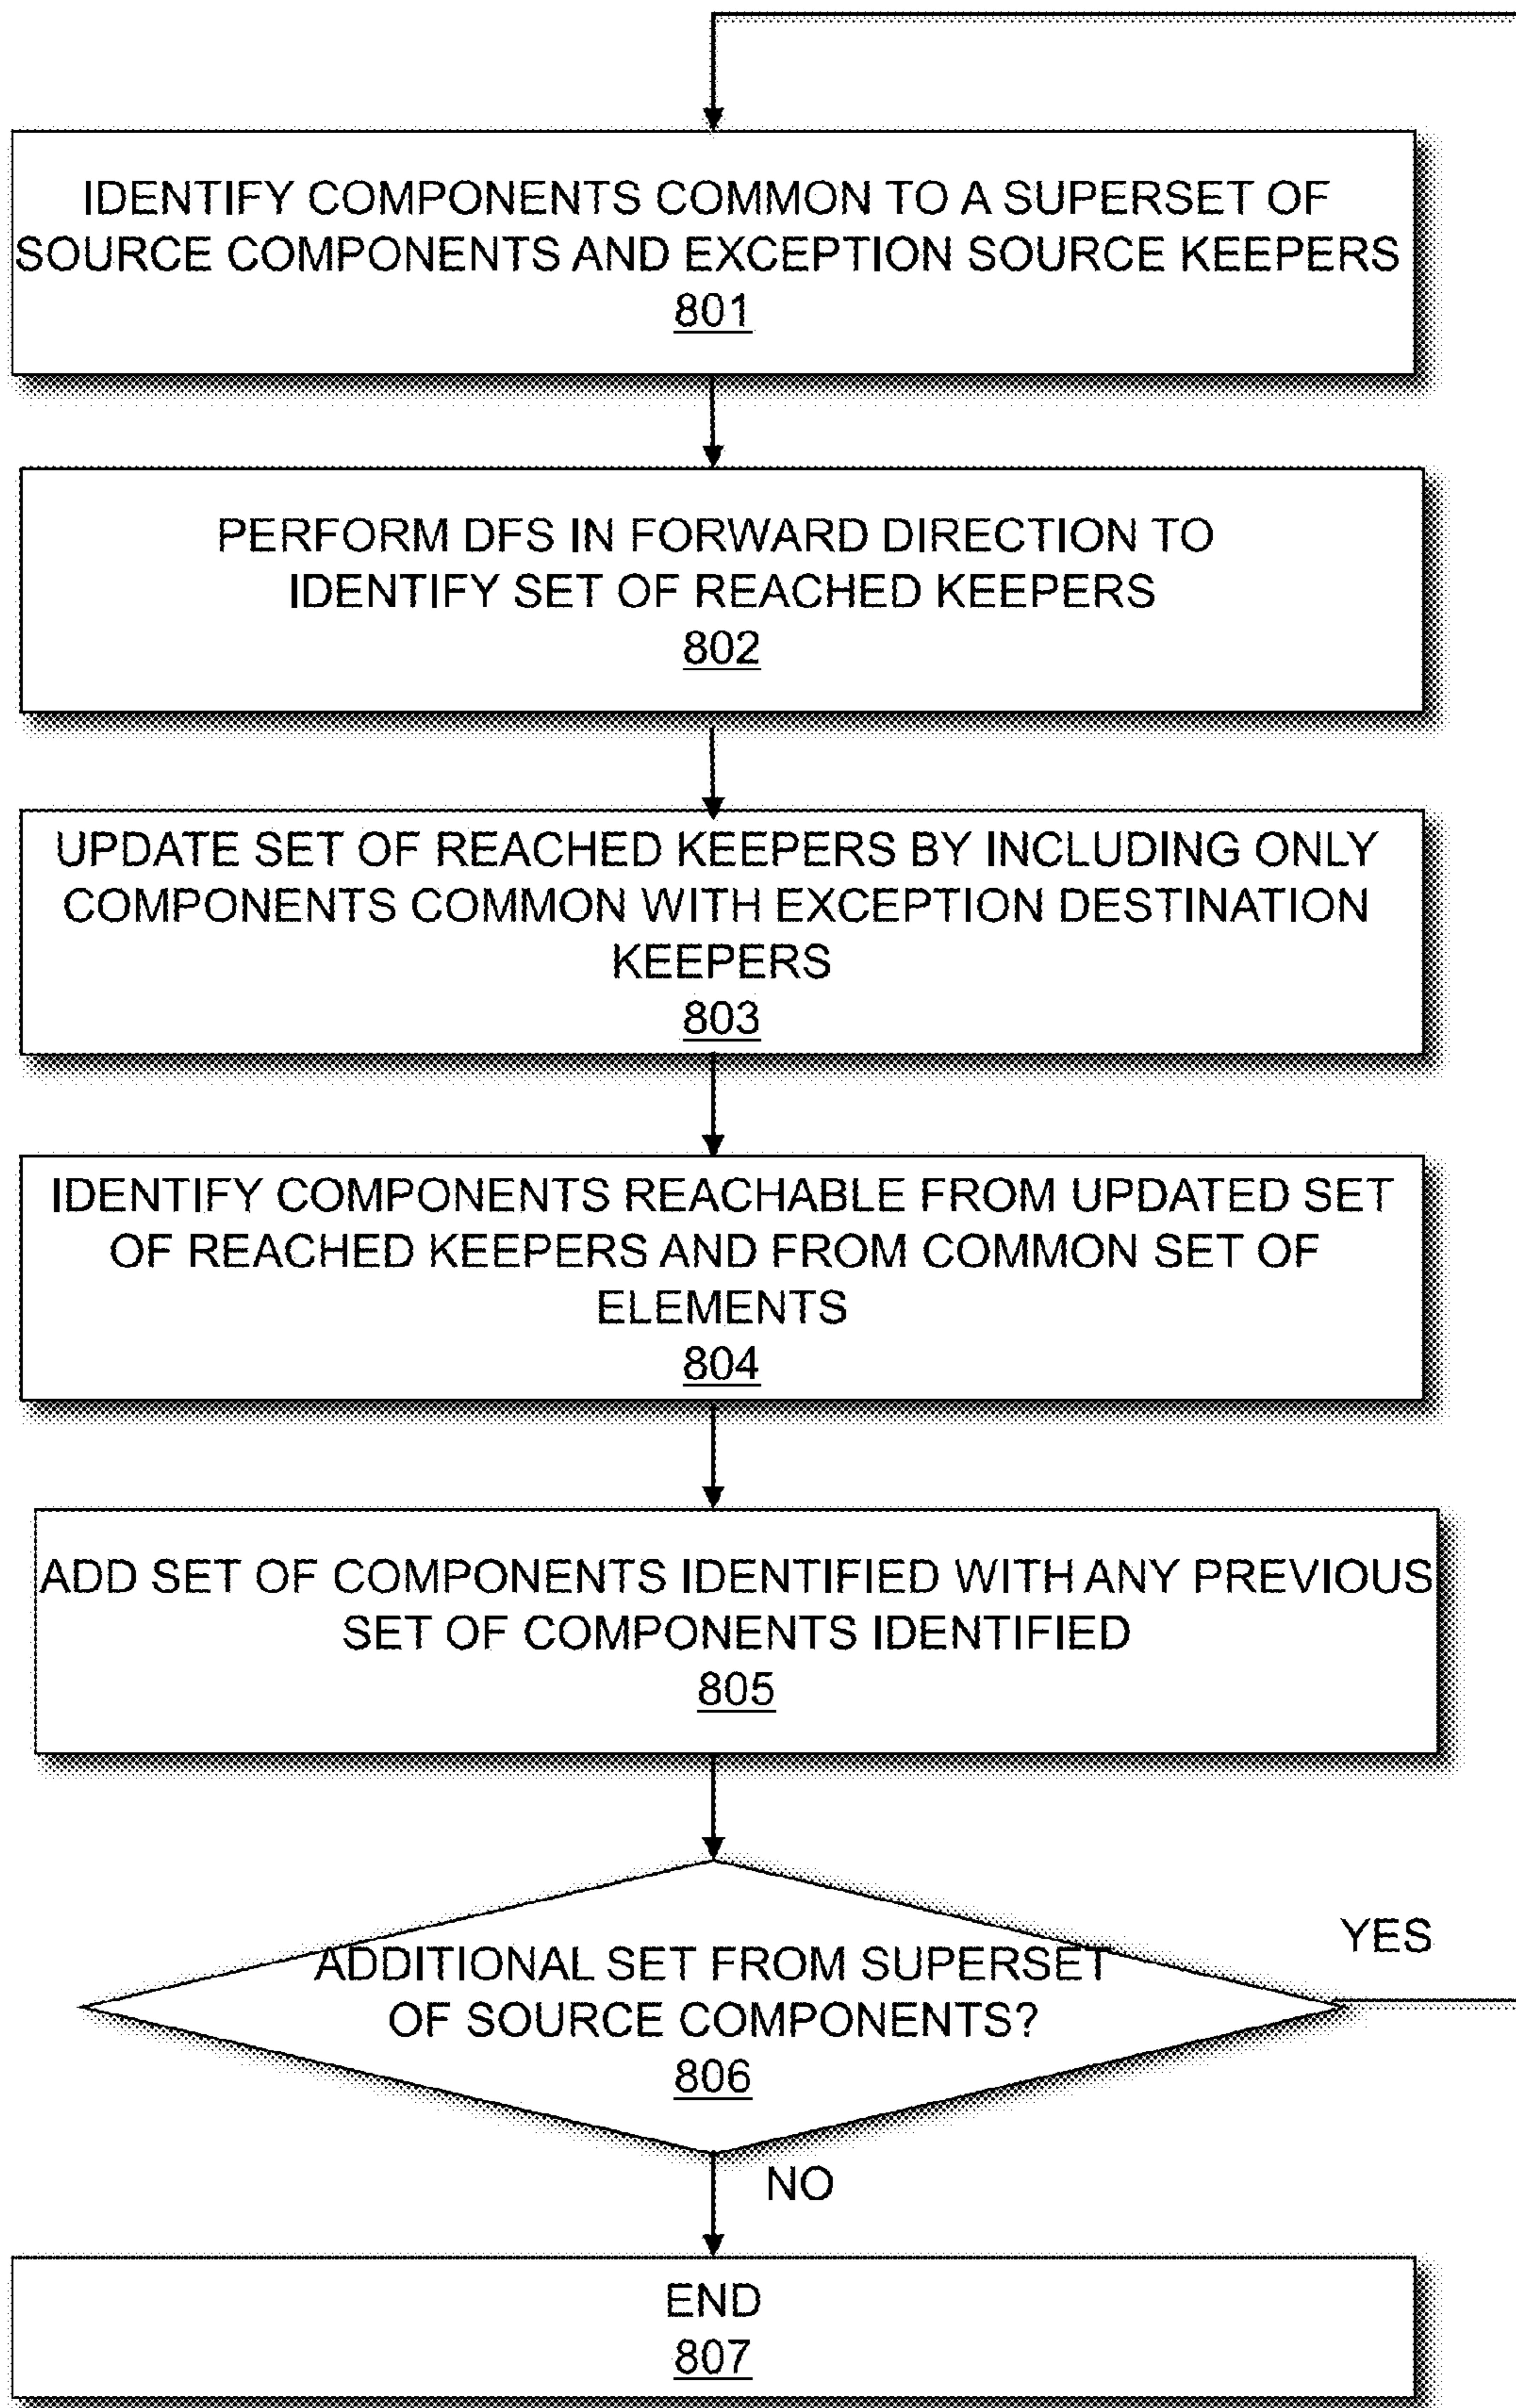 IDENTIFY COMPONENTS COMMON TO A SUPERSET OF
SOURCE COMPONENTS AND EXCEPTION SOURCE KEEPERS
801
PERFORM DFS IN FORWARD DIRECTION TO
IDENTIFY SET OF REACHED KEEPERS
802
UPDATE SET OF REACHED KEEPERS BY INCLUDING ONLY
COMPONENTS COMMON WITH EXCEPTION DESTINATION
KEEPERS
803
IDENTIFY COMPONENTS REACHABLE FROM UPDATED SET
OF REACHED KEEPERS AND FROM COMMON SET OF
ELEMENTS
804
ADD SET OF COMPONENTS IDENTIFIED WITH ANY PREVIOUS
SET OF COMPONENTS IDENTIFIED
805
YES
ADDITIONAL SET FROM SUPERSET
OF SOURCE COMPONENTS?
806
NO
END
807